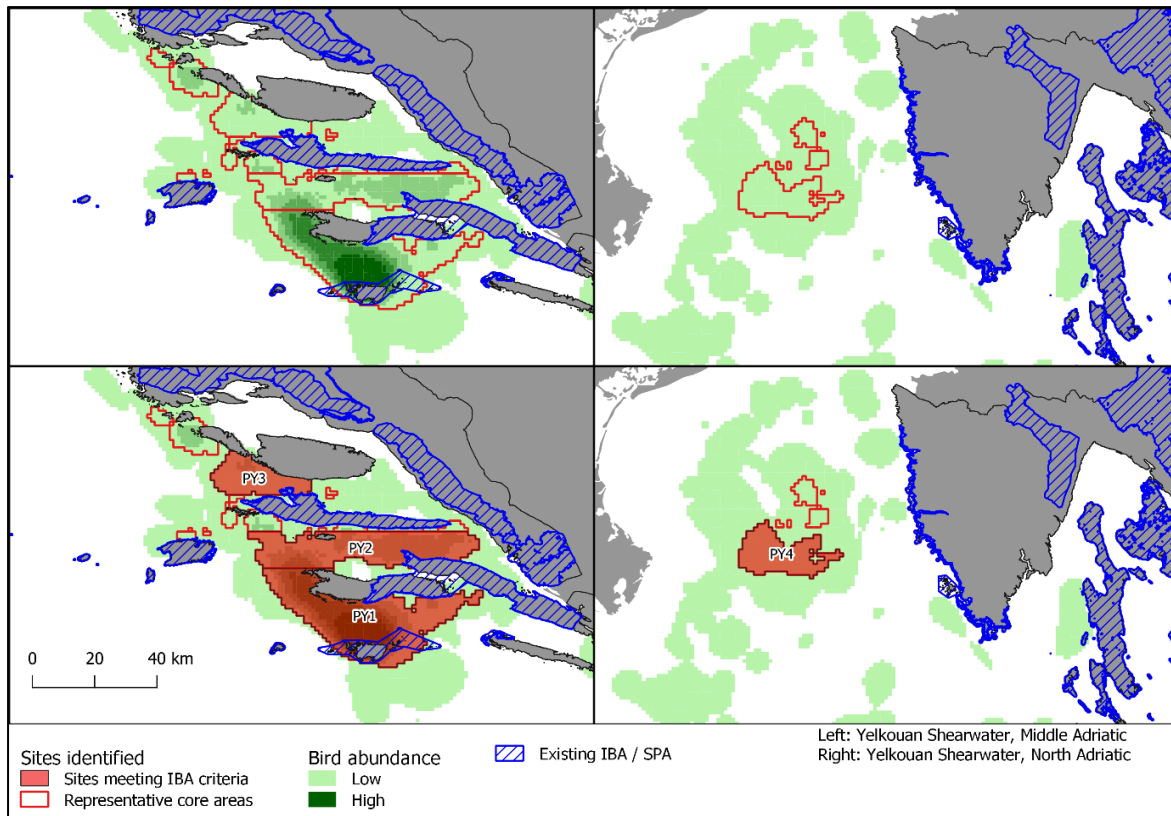 PY3
PY2
PY1
PY4
0 20 40 km
Left: Yelkouan Shearwater, Middle Adriatic
Right: Yelkouan Shearwater, North Adriatic
Sites identified
Sites meeting IBA criteria
Representative core areas
Bird abundance
Low
High
Existing IBA / SPA